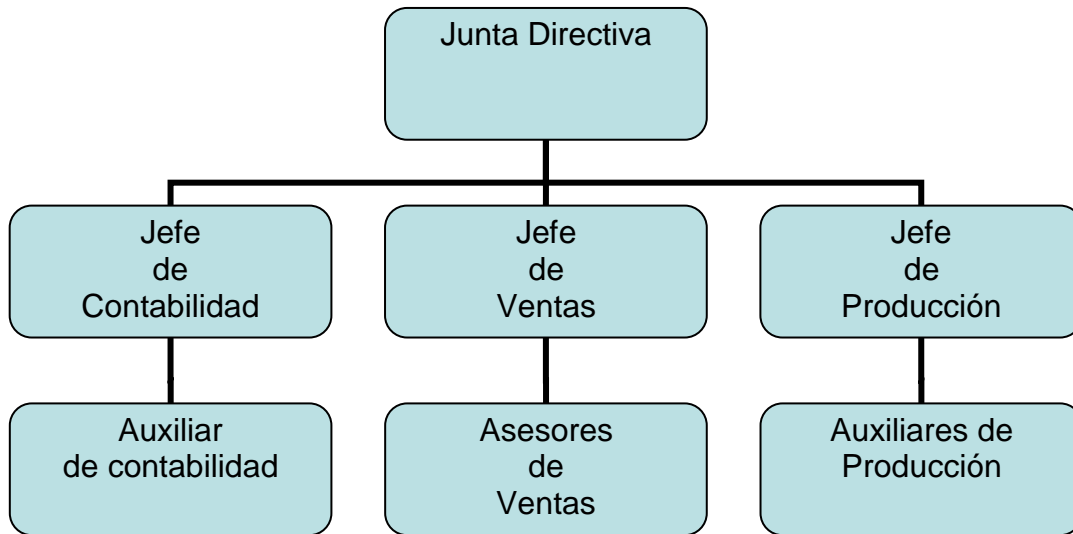 Junta Directiva
Jefe
de
Contabilidad
Jefe
de
Ventas
Jefe
de
Producción
Auxiliar
de contabilidad
Asesores
de
Ventas
Auxiliares de
Producción